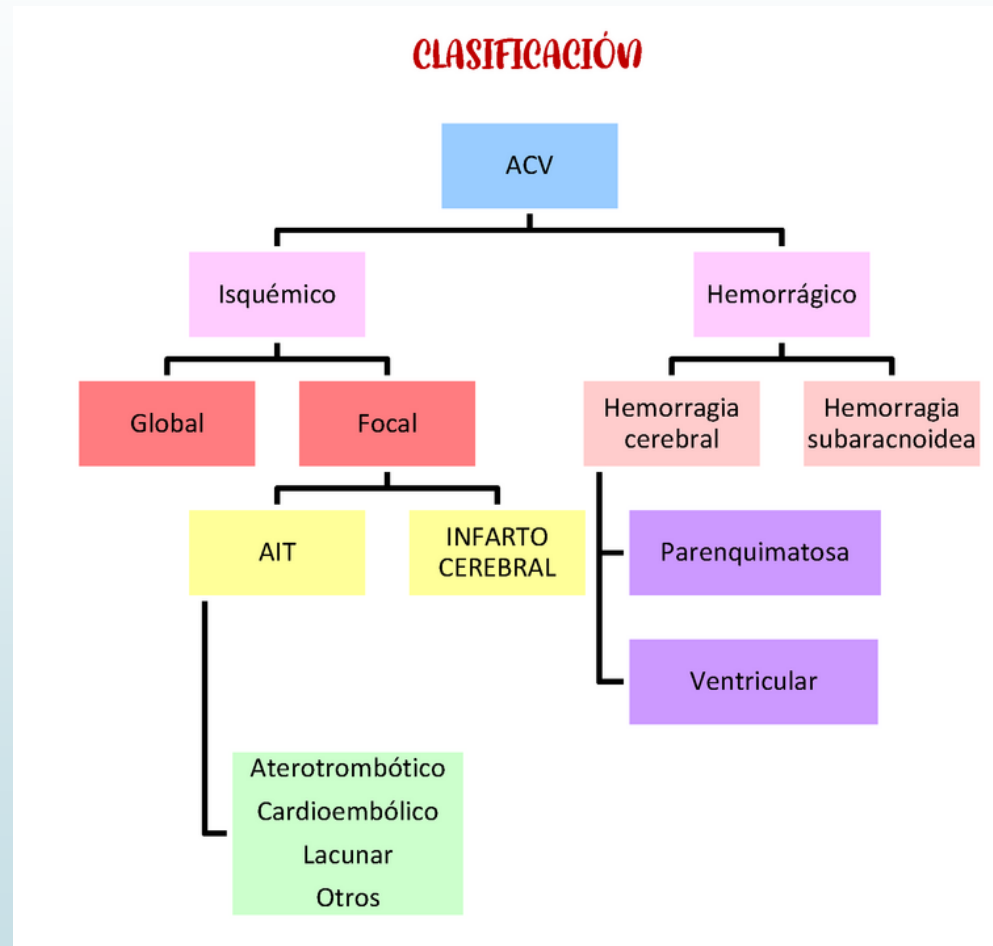 CLASIFICACIÓN
ACV
Isquémico
Hemorrágico
Global
Focal
Hemorragia
cerebral
Hemorragia
subaracnoidea
AIT
INFARTO
CEREBRAL
Parenquimatosa
Ventricular
Aterotrombótico
Cardioembólico
Lacunar
Otros